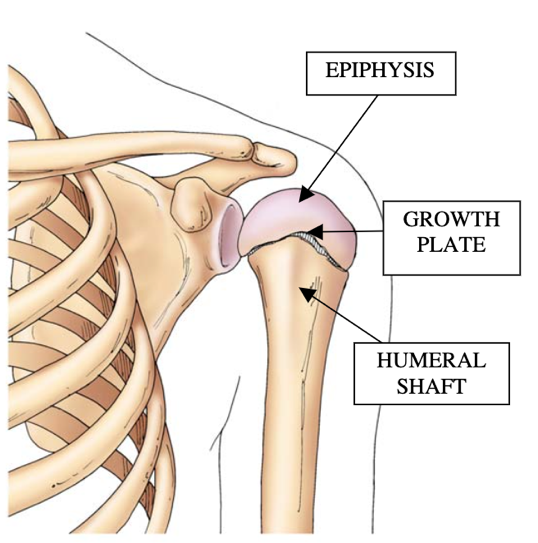 EPIPHYSIS
GROWTH
PLATE
HUMERAL
SHAFT